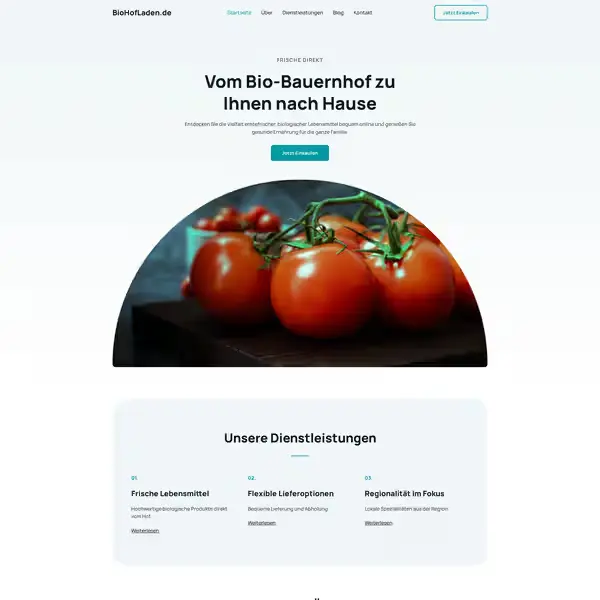 BioHofLaden.de
Startseite Über Dienstleistungen Blog Kontakt
Jetzt Einkaufen
FRISCHE DIREKT
Vom Bio-Bauernhof zu
Ihnen nach Hause
Entdecken Sie die Vielfalt erntefrischer, biologischer Lebensmittel bequem online und genießen Sie
gesunde Ernährung für die ganze Familie
Jetzt Einkaufen
Unsere Dienstleistungen
01.
Frische Lebensmittel
Hochwertige biologische Produkte direkt
vom Hof
Weiterlesen
02.
Flexible Lieferoptionen
Bequeme Lieferung und Abholung
Weiterlesen
03.
Regionalität im Fokus
Lokale Spezialitäten aus der Region
Weiterlesen